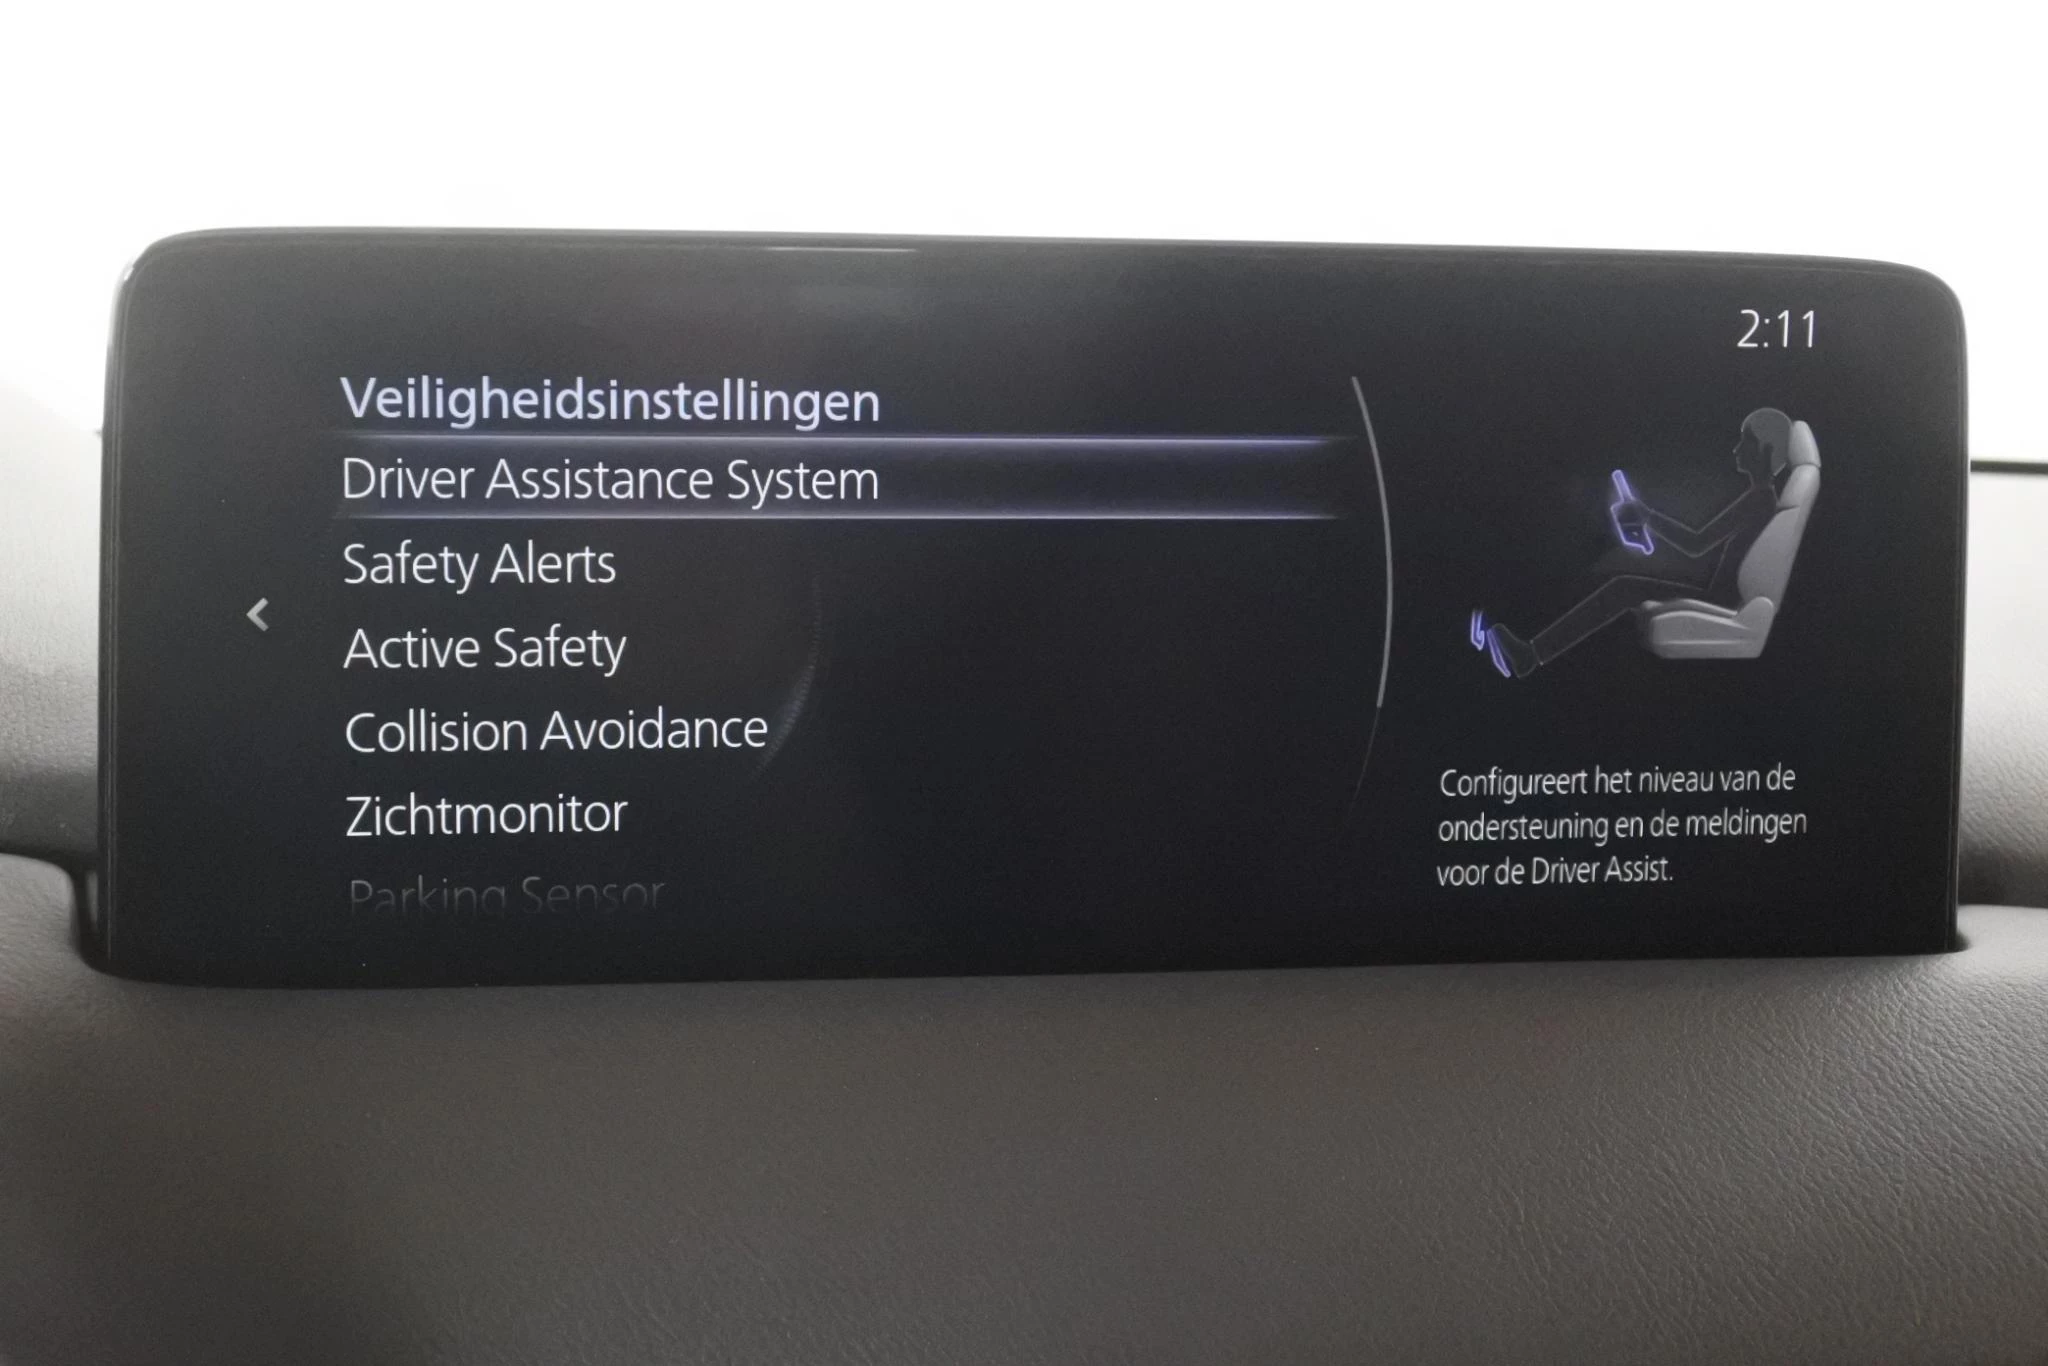 2:11
Veiligheidsinstellingen
Driver Assistance System
Safety Alerts
Active Safety
Collision Avoidance
Zichtmonitor
Parking Sensor
Configureert het niveau van de
ondersteuning en de meldingen
voor de Driver Assist.